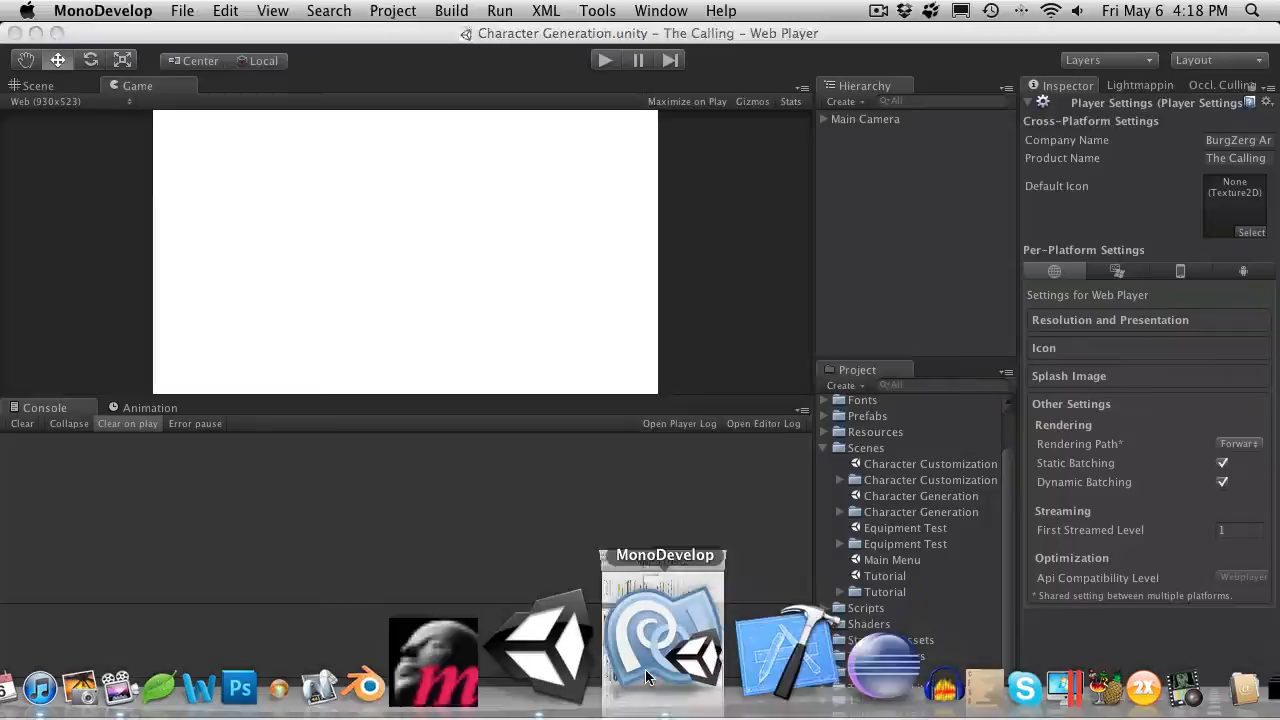 MonoDevelop File Edit View Search Project Build Run XML Tools Window Help Fri May 6 4:18 PM
Character Generation.unity - The Calling - Web Player
Center Local Layers Layout
Scene Game Hierarchy Inspector Lightmappin Occl. Culling
Web (930x523) Maximize on Play Gizmos Stats Create All
Player Settings (Player Settings
Main Camera
Cross-Platform Settings
Company Name BurgZerg Ar
Product Name The Calling
Default Icon
None
(Texture2D)
Select
Per-Platform Settings
Settings for Web Player
Resolution and Presentation
Icon
Splash Image
Other Settings
Rendering
Rendering Path* Forwar
Static Batching
Dynamic Batching
Streaming
First Streamed Level 1
Optimization
Api Compatibility Level Webplayer
* Shared setting between multiple platforms.
Project
Create All
Fonts
Prefabs
Resources
Scenes
Character Customization
Character Customization
Character Generation
Character Generation
Equipment Test
Equipment Test
Main Menu
Tutorial
Tutorial
Scripts
Shaders
Console Animation
Clear Collapse Clear on play Error pause Open Player Log Open Editor Log
MonoDevelop